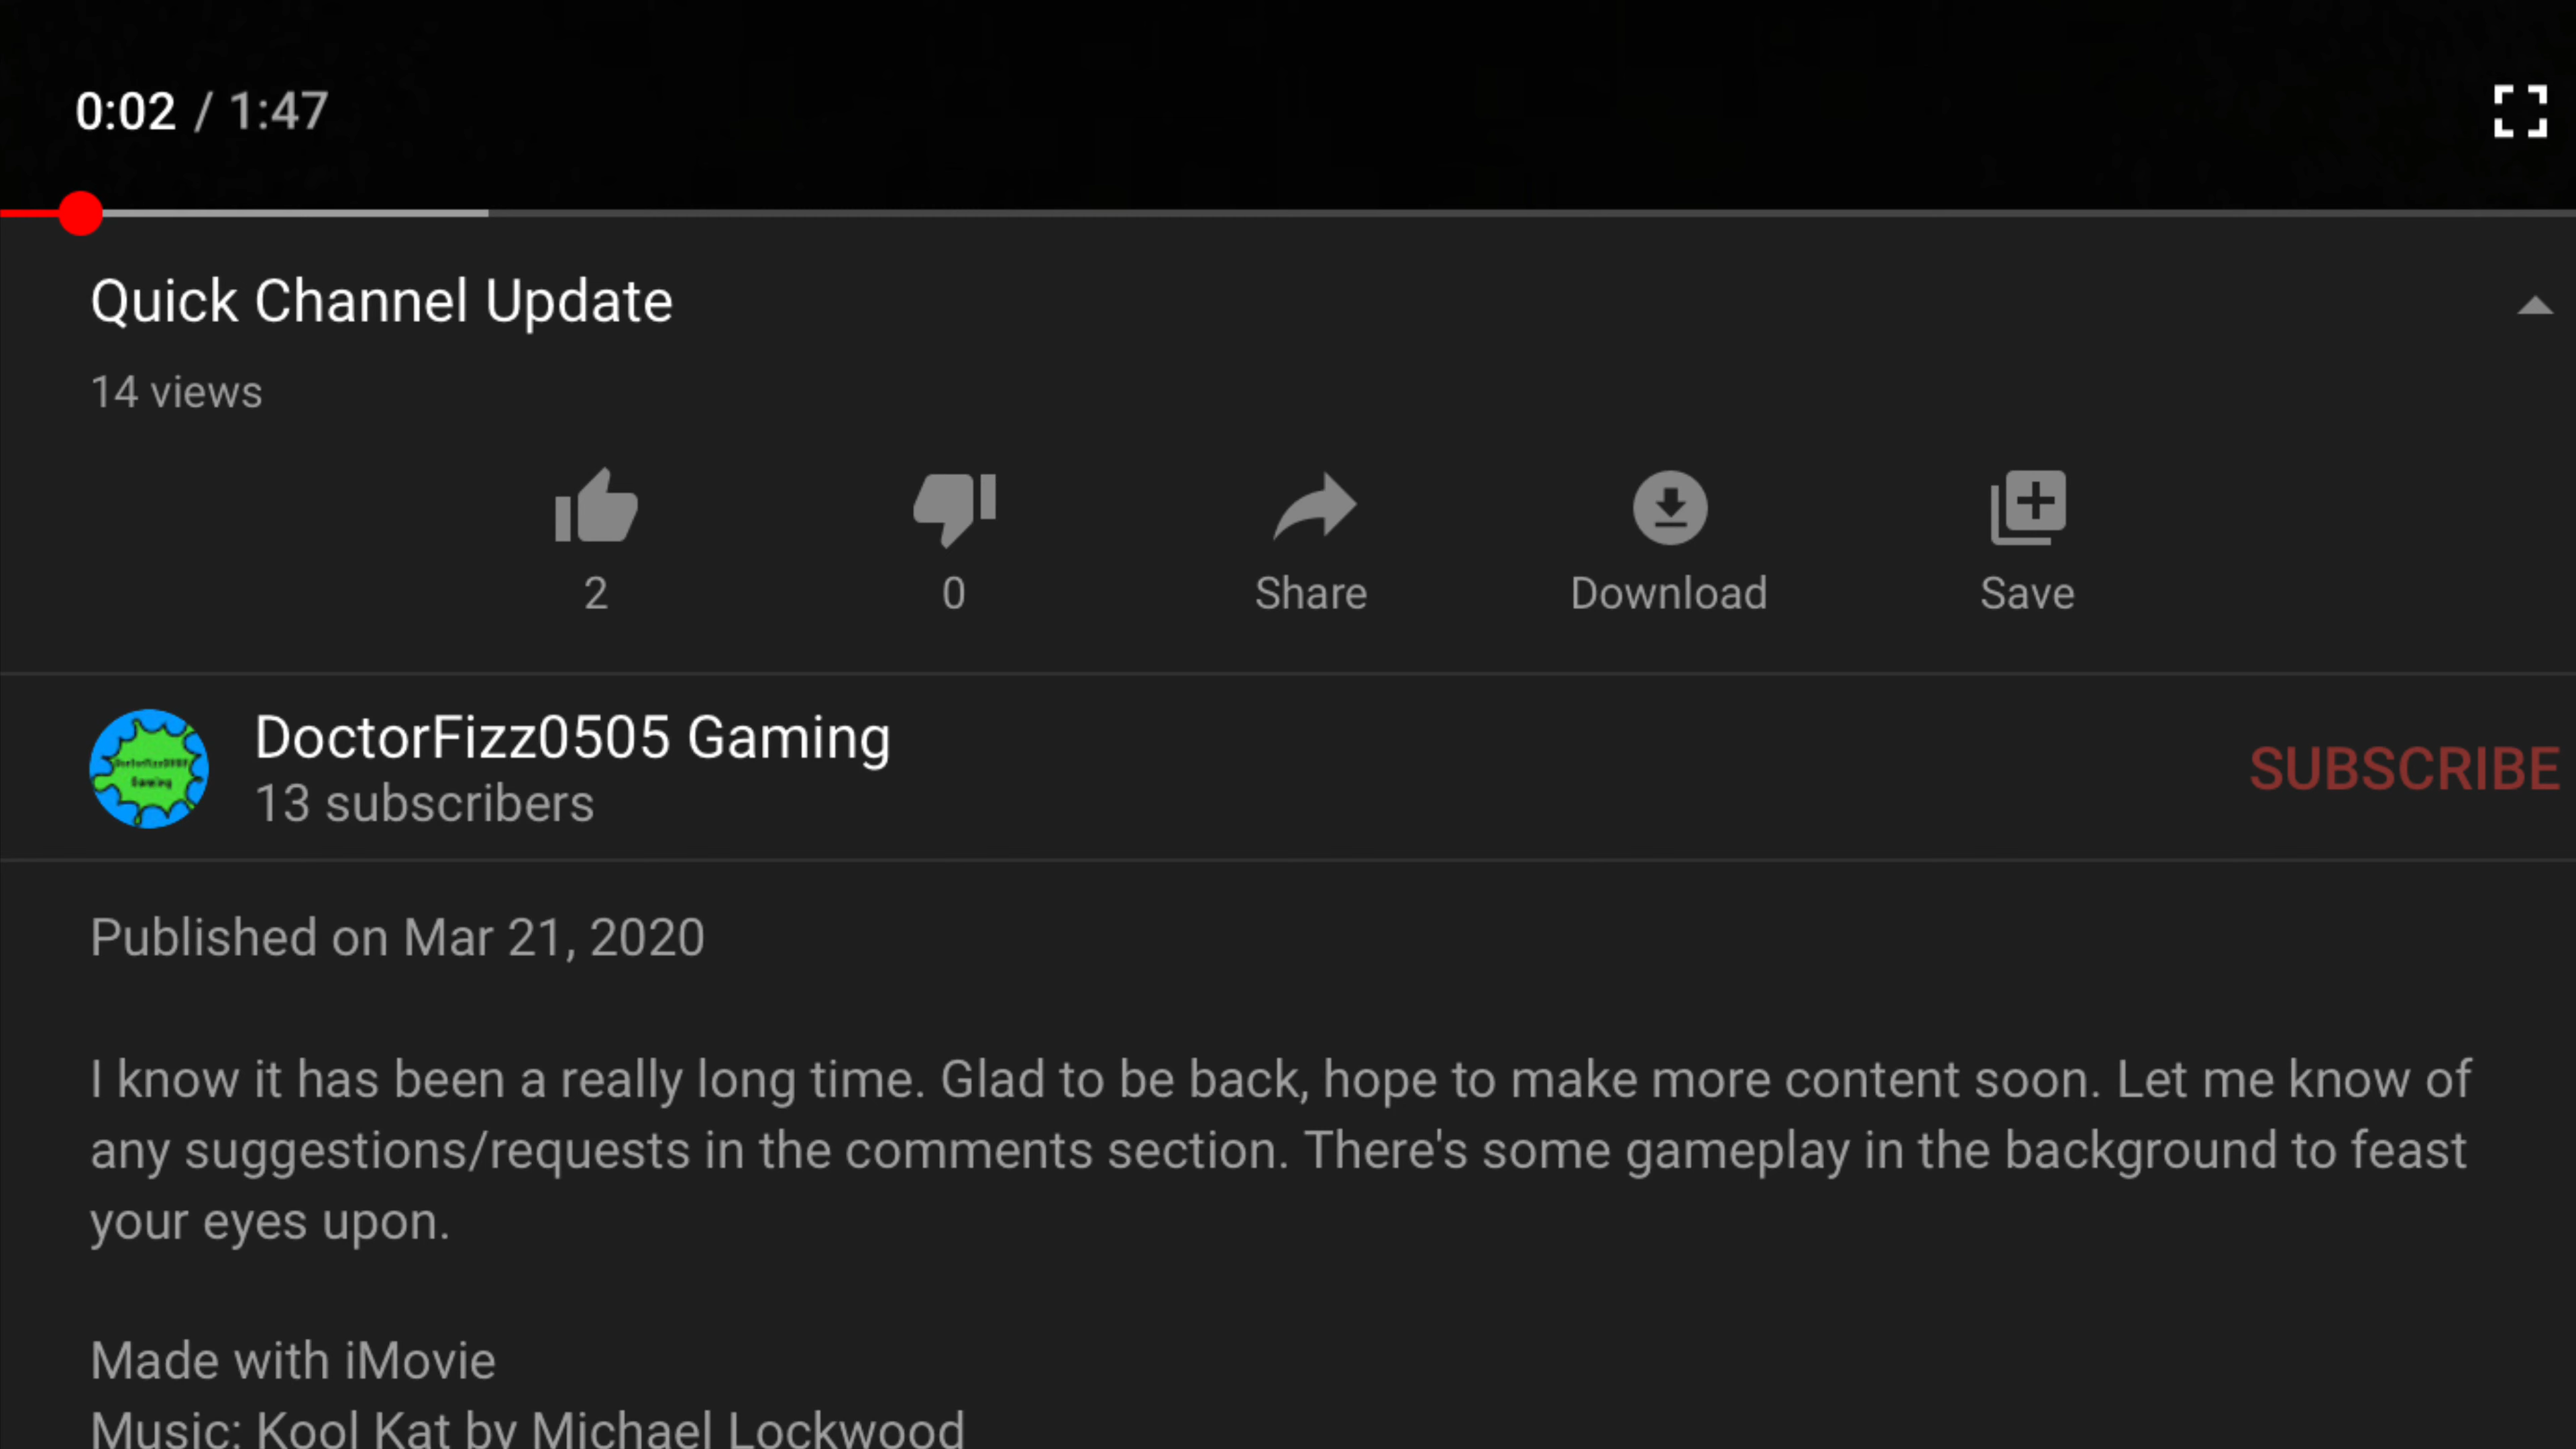 0:02 / 1:47
Quick Channel Update
14 views
2
0
Share
Download
Save
DoctorFizz0505 Gaming
DoctorFizz0505 Gaming
13 subscribers
SUBSCRIBE
Published on Mar 21, 2020
I know it has been a really long time. Glad to be back, hope to make more content soon. Let me know of
any suggestions/requests in the comments section. There's some gameplay in the background to feast
your eyes upon.
Made with iMovie
Music: Kool Kat by Michael Lockwood